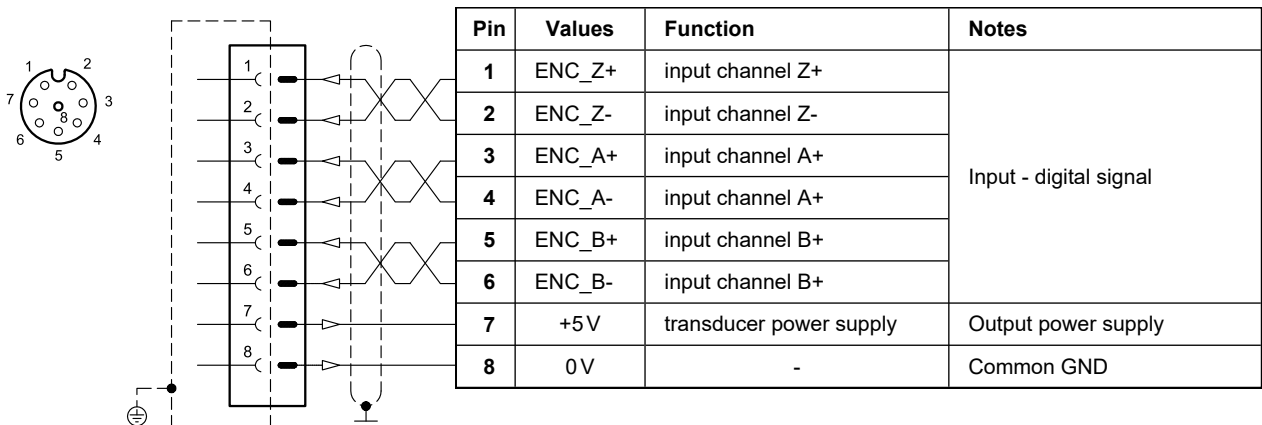 1 2
7 3
8
6 4
5
1
2
3
4
5
6
7
8
Pin Values Function Notes
1 ENC_Z+ input channel Z+
2 ENC_Z- input channel Z-
3 ENC_A+ input channel A+
Input - digital signal
4 ENC_A- input channel A+
5 ENC_B+ input channel B+
6 ENC_B- input channel B+
7 +5V transducer power supply Output power supply
8 0V - Common GND